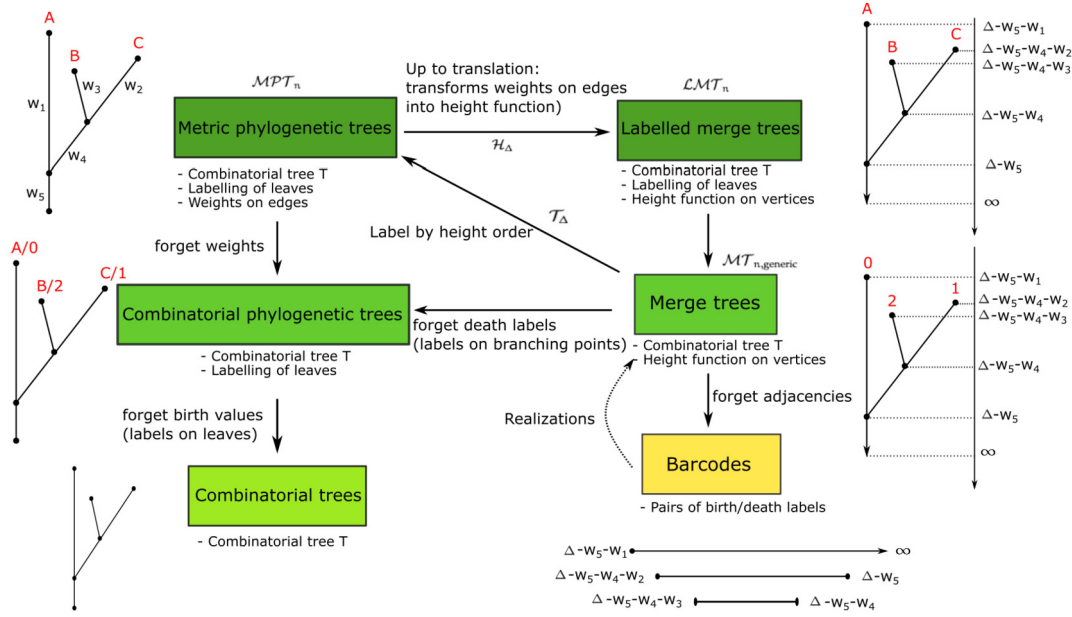 A
B
C
w₁
w₃
w₂
w₄
w₅
MPTₙ
Metric phylogenetic trees
- Combinatorial tree T
- Labelling of leaves
- Weights on edges
Up to translation:
transforms weights on edges
into height function)
H_Δ
LMTₙ
Labelled merge trees
- Combinatorial tree T
- Labelling of leaves
- Height function on vertices
A
B
C
Δ-w₅-w₁
Δ-w₅-w₄-w₂
Δ-w₅-w₄-w₃
Δ-w₅-w₄
Δ-w₅
∞
forget weights
T_Δ
Label by height order
MTₙ,generic
A/0
B/2
C/1
Combinatorial phylogenetic trees
- Combinatorial tree T
- Labelling of leaves
forget death labels
(labels on branching points)
Merge trees
- Combinatorial tree T
- Height function on vertices
0
2
1
Δ-w₅-w₁
Δ-w₅-w₄-w₂
Δ-w₅-w₄-w₃
Δ-w₅-w₄
Δ-w₅
∞
forget birth values
(labels on leaves)
Realizations
forget adjacencies
Combinatorial trees
- Combinatorial tree T
Barcodes
- Pairs of birth/death labels
Δ-w₅-w₁ ∞
Δ-w₅-w₄-w₂ Δ-w₅
Δ-w₅-w₄-w₃ Δ-w₅-w₄